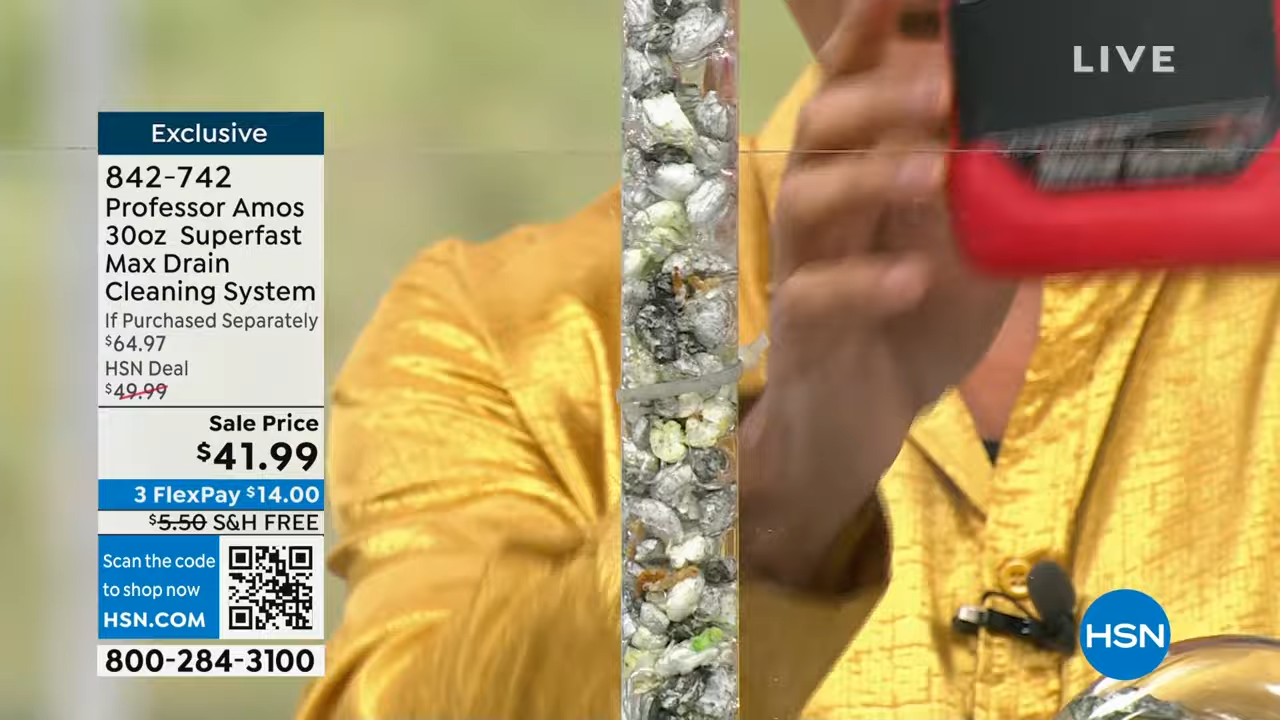 LIVE
Exclusive
842-742
Professor Amos
30oz Superfast
Max Drain
Cleaning System
If Purchased Separately
$64.97
HSN Deal
$49.99
Sale Price
$41.99
3 FlexPay $14.00
$5.50 S&H FREE
Scan the code
to shop now
HSN.COM
800-284-3100
HSN